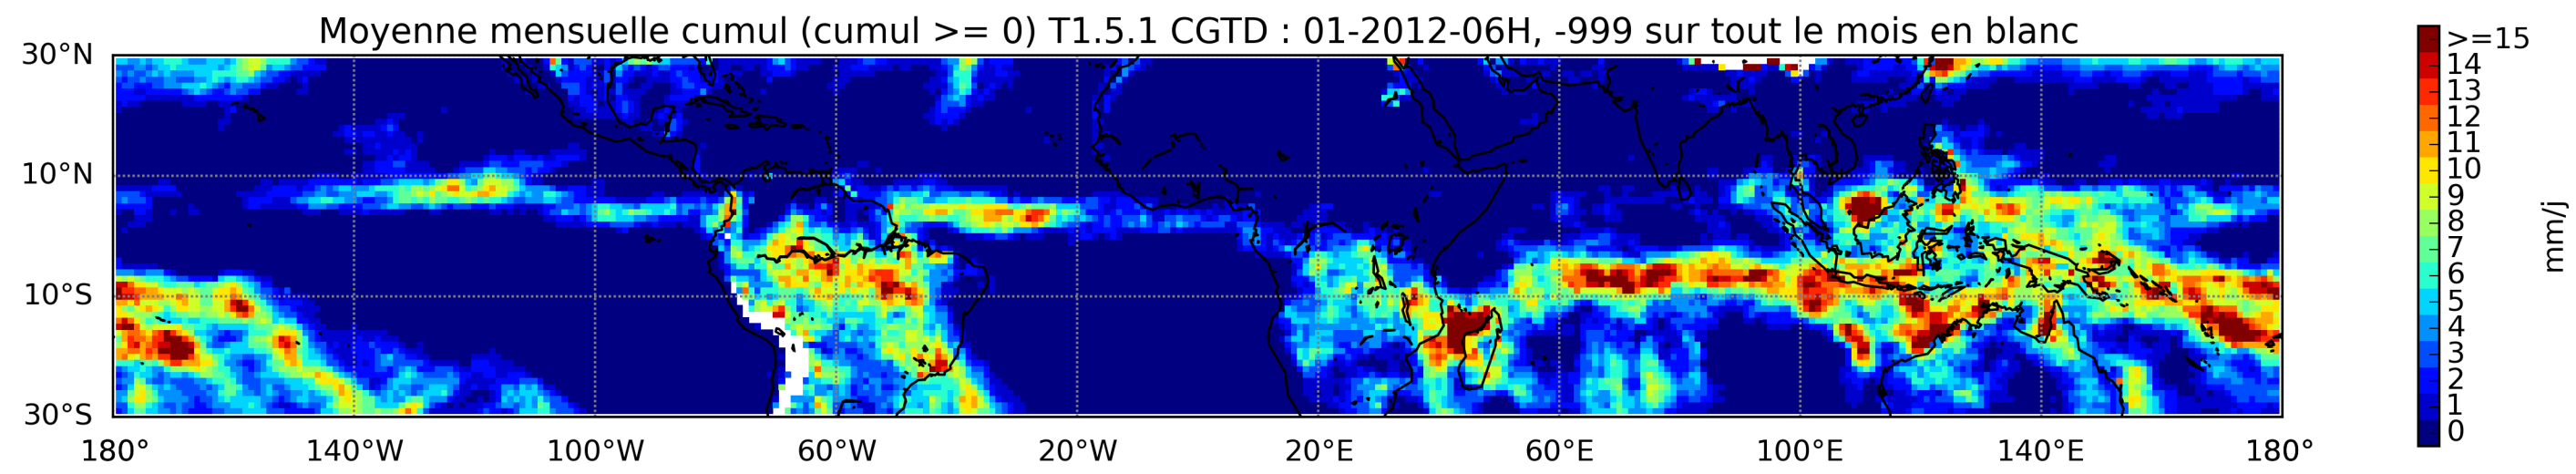 Moyenne mensuelle cumul (cumul >= 0) T1.5.1 CGTD : 01-2012-06H, -999 sur tout le mois en blanc
30°N
10°N
10°S
30°S
180° 140°W 100°W 60°W 20°W 20°E 60°E 100°E 140°E 180°
>=15
14
13
12
11
10
9
8
7
6
5
4
3
2
1
0
mm/j